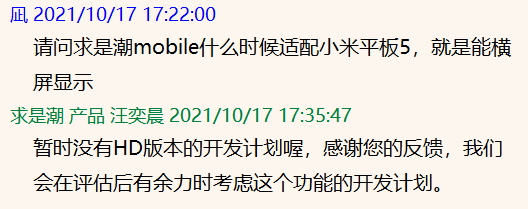 凪 2021/10/17 17:22:00
请问求是潮mobile什么时候适配小米平板5，就是能横
屏显示
求是潮 产品 汪奕晨 2021/10/17 17:35:47
暂时没有HD版本的开发计划喔，感谢您的反馈，我们
会在评估后有余力时考虑这个功能的开发计划。